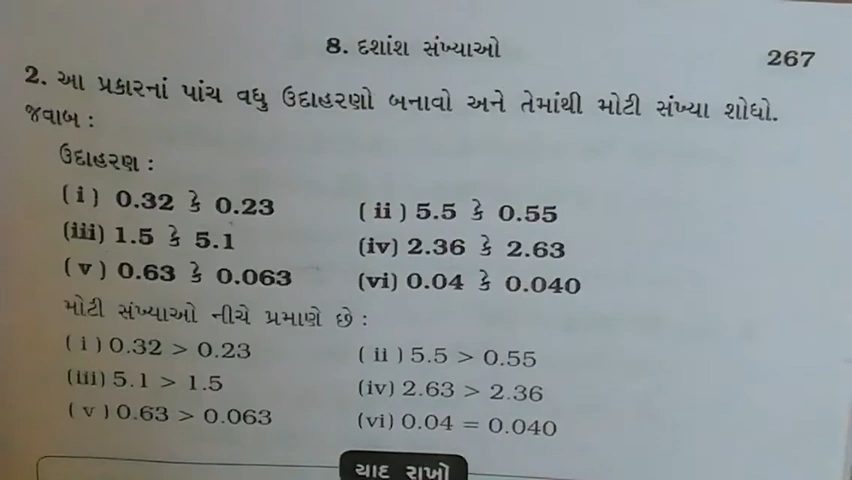 8. દશાંશ સંખ્યાઓ 267
2. આ પ્રકારનાં પાંચ વધુ ઉદાહરણો બનાવો અને તેમાંથી મોટી સંખ્યા શોધો.
જવાબ :
ઉદાહરણ :
(i) 0.32 કે 0.23 (ii) 5.5 કે 0.55
(iii) 1.5 કે 5.1 (iv) 2.36 કે 2.63
(v) 0.63 કે 0.063 (vi) 0.04 કે 0.040
મોટી સંખ્યાઓ નીચે પ્રમાણે છે :
(i) 0.32 > 0.23 (ii) 5.5 > 0.55
(iii) 5.1 > 1.5 (iv) 2.63 > 2.36
(v) 0.63 > 0.063 (vi) 0.04 = 0.040
યાદ રાખો